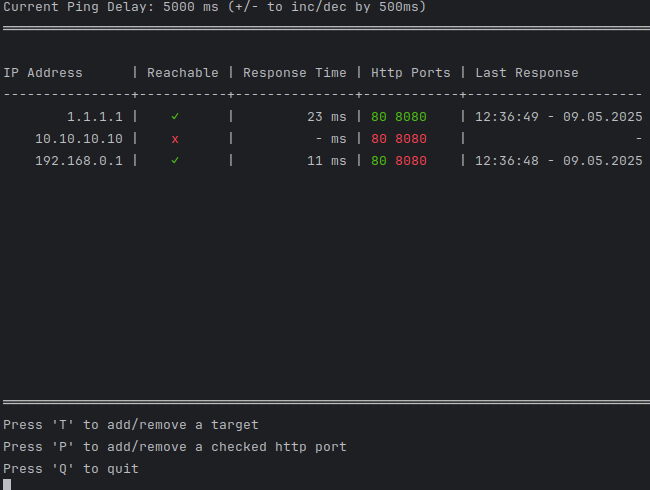 Current Ping Delay: 5000 ms (+/- to inc/dec by 500ms)
IP Address | Reachable | Response Time | Http Ports | Last Response
1.1.1.1 | ✓ | 23 ms | 80 8080 | 12:36:49 - 09.05.2025
10.10.10.10 | x | - ms | 80 8080 | -
192.168.0.1 | ✓ | 11 ms | 80 8080 | 12:36:48 - 09.05.2025
Press 'T' to add/remove a target
Press 'P' to add/remove a checked http port
Press 'Q' to quit